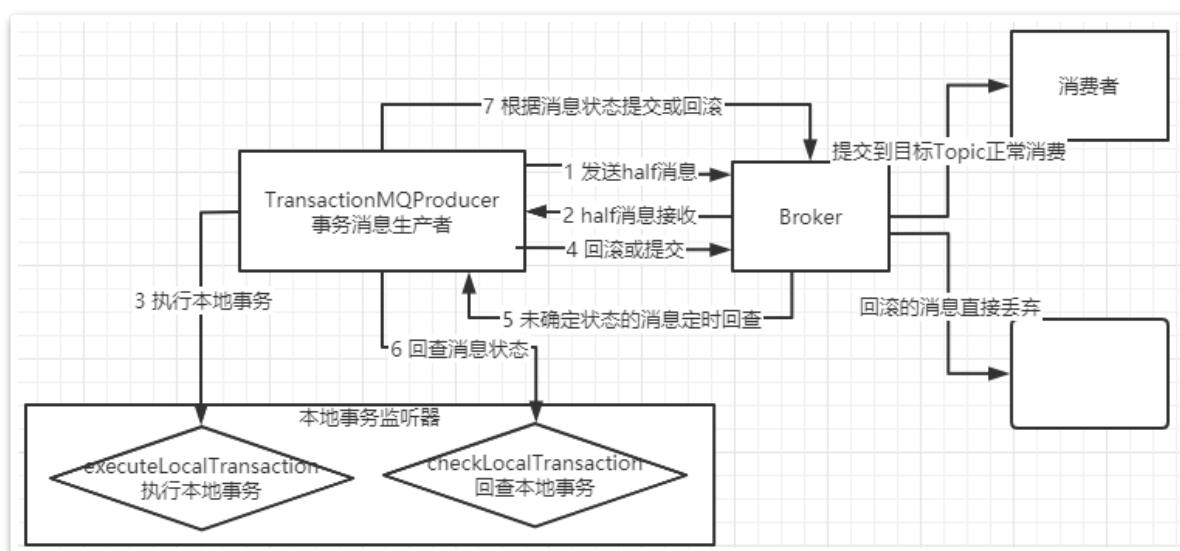 消费者
7 根据消息状态提交或回滚
提交到目标Topic正常消费
1 发送half消息
TransactionMQProducer
事务消息生产者
2 half消息接收
Broker
4 回滚或提交
3 执行本地事务
5 未确定状态的消息定时回查
回滚的消息直接丢弃
6 回查消息状态
本地事务监听器
executeLocalTransaction
执行本地事务
checkLocalTransaction
回查本地事务